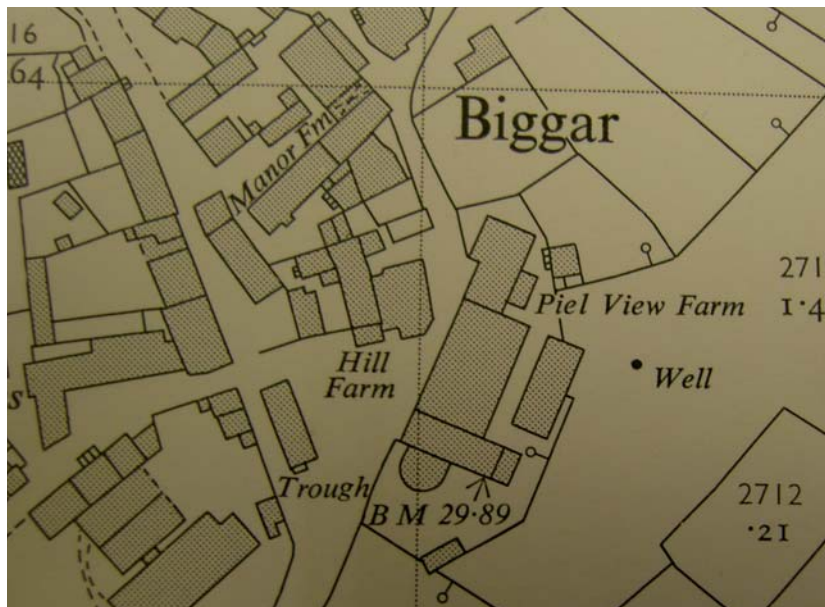 16
64
Biggar
Manor Fm
271
Piel View Farm
1·4
Hill
Farm
Well
s
Trough
2712
B M 29·89
·21